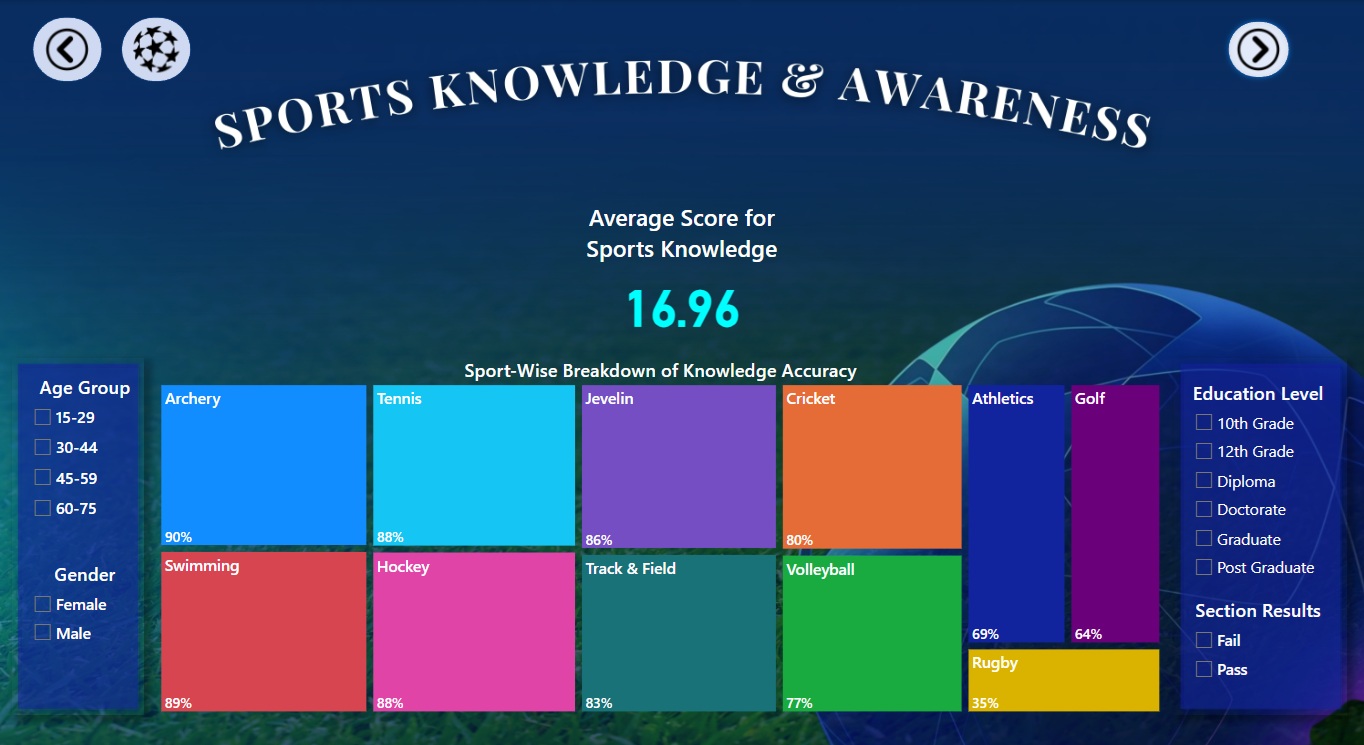 SPORTS KNOWLEDGE & AWARENESS
Average Score for
Sports Knowledge
16.96
Sport-Wise Breakdown of Knowledge Accuracy
Age Group
15-29
30-44
45-59
60-75
Gender
Female
Male
Archery
90%
Tennis
88%
Jevelin
86%
Cricket
80%
Athletics
69%
Golf
64%
Swimming
89%
Hockey
88%
Track & Field
83%
Volleyball
77%
Rugby
35%
Education Level
10th Grade
12th Grade
Diploma
Doctorate
Graduate
Post Graduate
Section Results
Fail
Pass